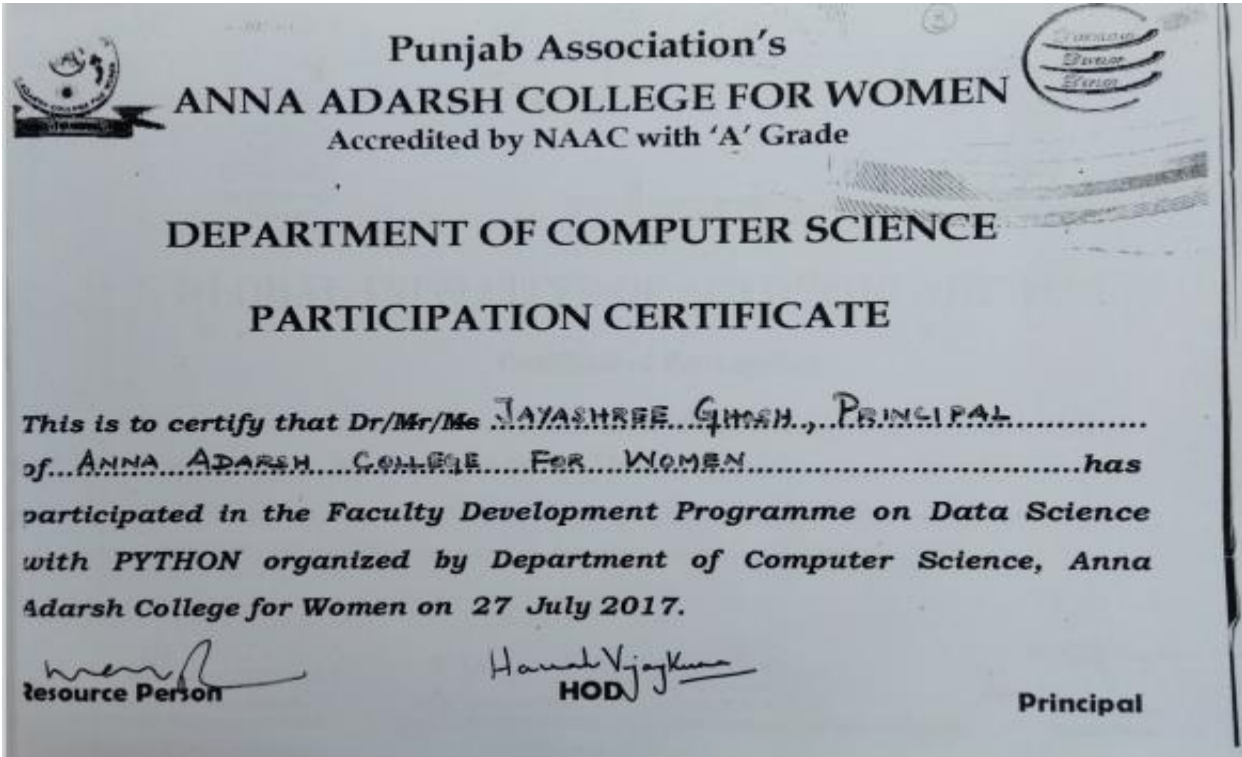 Punjab Association's
ANNA ADARSH COLLEGE FOR WOMEN
Accredited by NAAC with 'A' Grade
DEPARTMENT OF COMPUTER SCIENCE
PARTICIPATION CERTIFICATE
This is to certify that Dr/Mr/Ms JAYASHREE GHOSH, PRINCIPAL
of ANNA ADARSH COLLEGE FOR WOMEN has
participated in the Faculty Development Programme on Data Science
with PYTHON organized by Department of Computer Science, Anna
Adarsh College for Women on 27 July 2017.
Resource Person
HOD
Principal